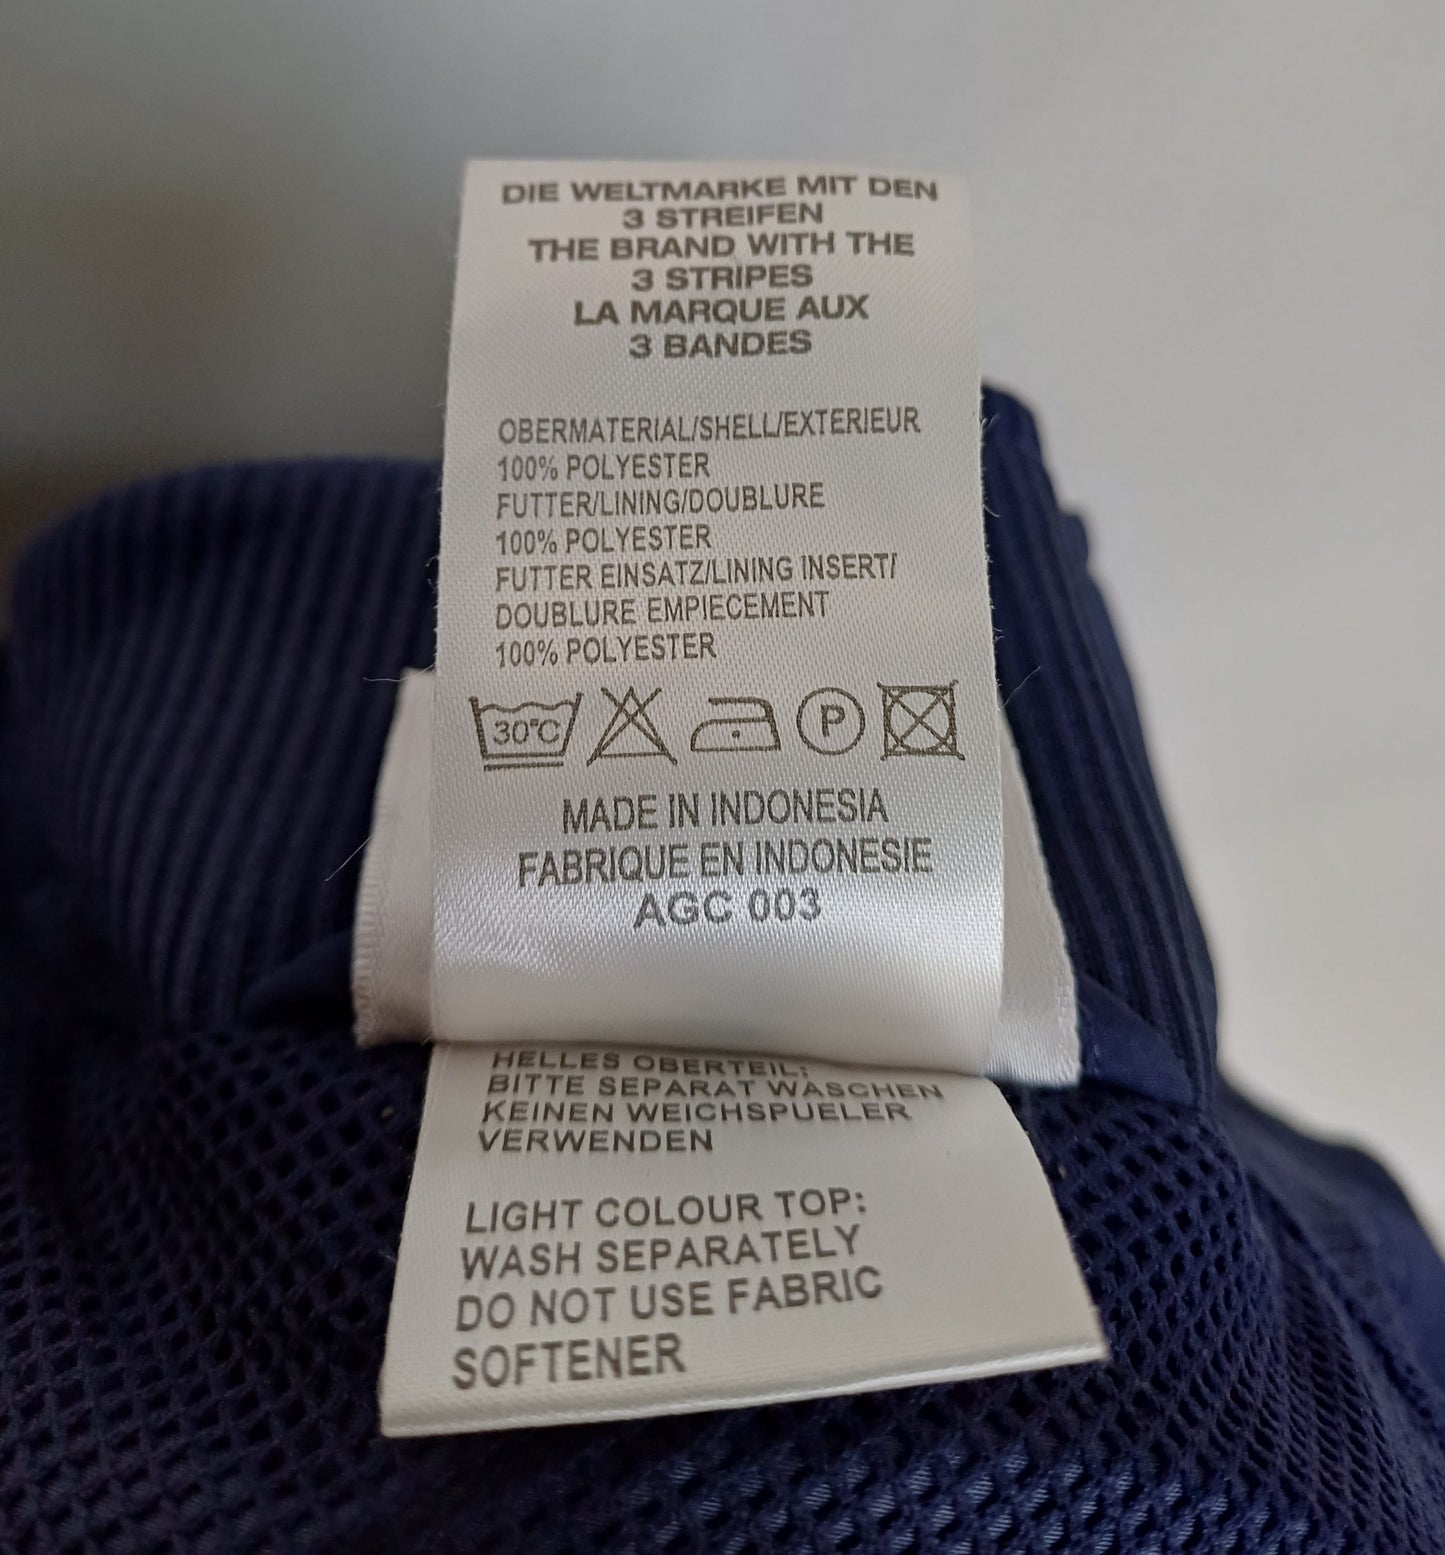 DIE WELTMARKE MIT DEN
3 STREIFEN
THE BRAND WITH THE
3 STRIPES
LA MARQUE AUX
3 BANDES
OBERMATERIAL/SHELL/EXTERIEUR
100% POLYESTER
FUTTER/LINING/DOUBLURE
100% POLYESTER
FUTTER EINSATZ/LINING INSERT/
DOUBLURE EMPIECEMENT
100% POLYESTER
30°C P
MADE IN INDONESIA
FABRIQUE EN INDONESIE
AGC 003
HELLES OBERTEIL:
BITTE SEPARAT WASCHEN
KEINEN WEICHSPUELER
VERWENDEN
LIGHT COLOUR TOP:
WASH SEPARATELY
DO NOT USE FABRIC
SOFTENER